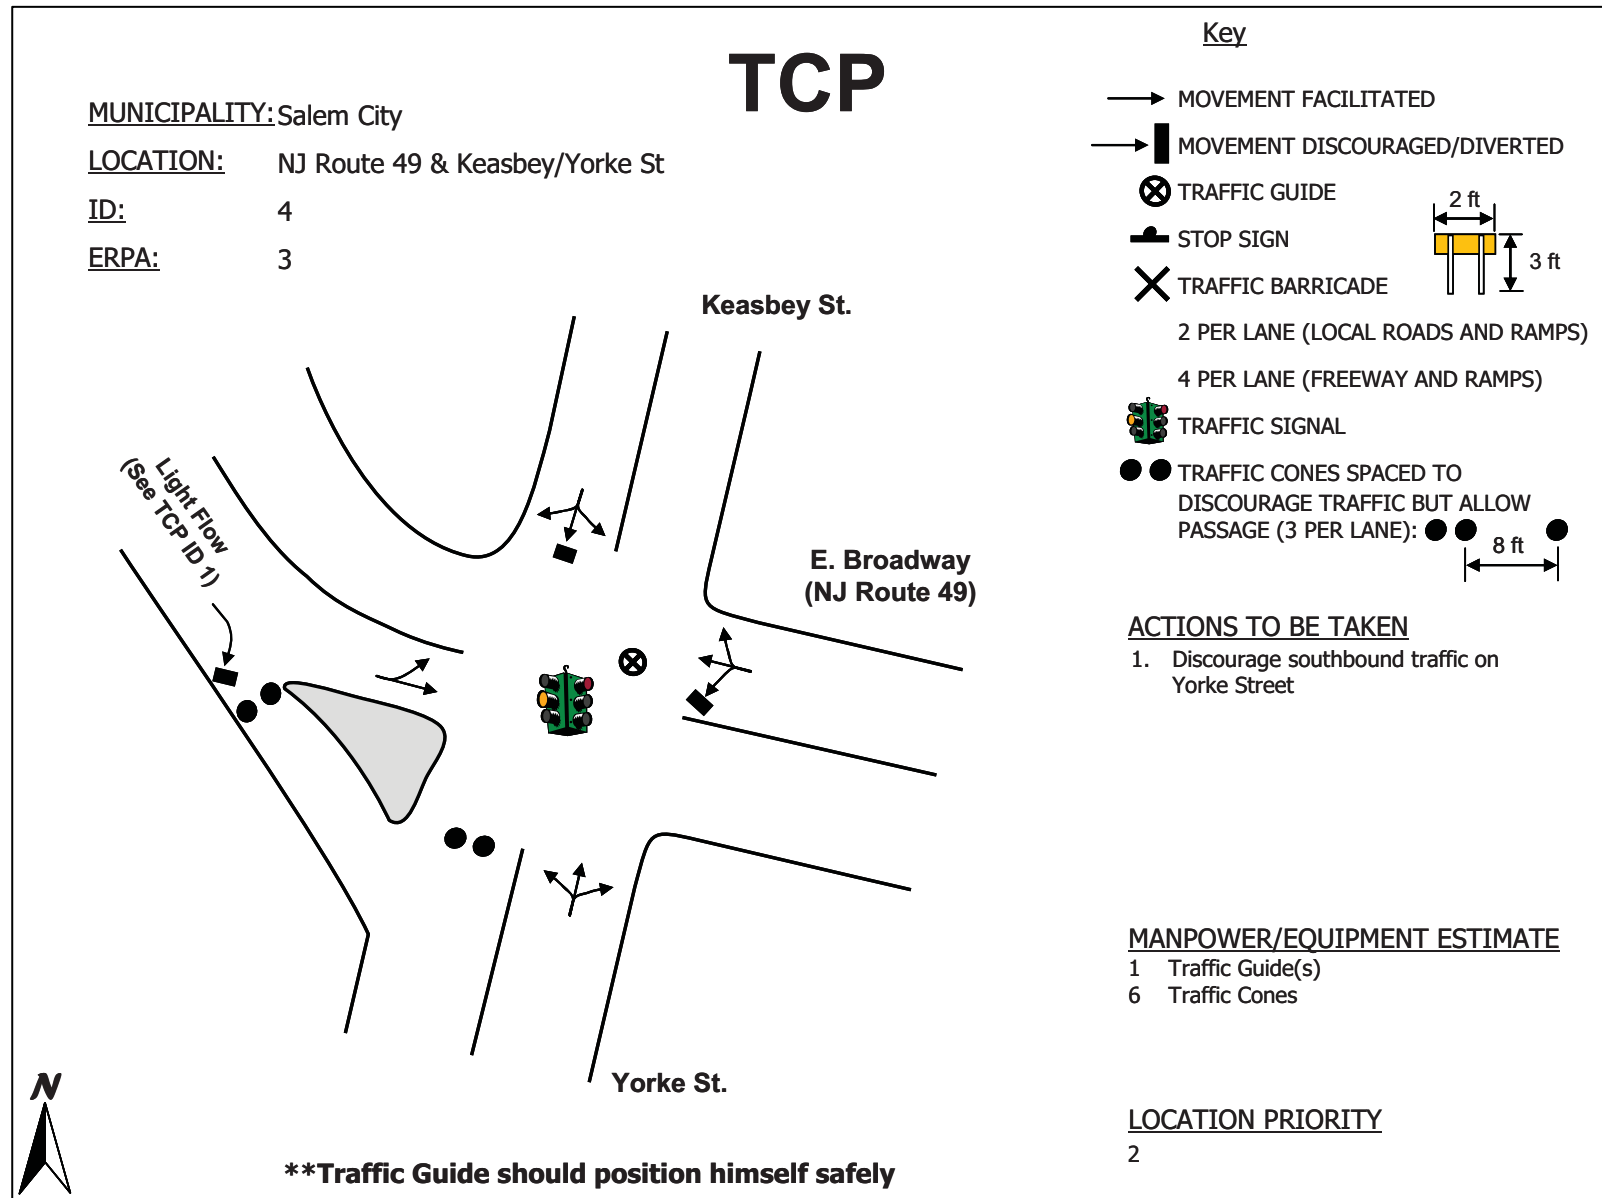 TCP
MUNICIPALITY: Salem City
LOCATION: NJ Route 49 & Keasbey/Yorke St
ID: 4
ERPA: 3
Key
MOVEMENT FACILITATED
MOVEMENT DISCOURAGED/DIVERTED
TRAFFIC GUIDE
2 ft
STOP SIGN
3 ft
TRAFFIC BARRICADE
2 PER LANE (LOCAL ROADS AND RAMPS)
4 PER LANE (FREEWAY AND RAMPS)
TRAFFIC SIGNAL
TRAFFIC CONES SPACED TO
DISCOURAGE TRAFFIC BUT ALLOW
PASSAGE (3 PER LANE):
8 ft
Keasbey St.
Light Flow
(See TCP ID 1)
E. Broadway
(NJ Route 49)
Yorke St.
ACTIONS TO BE TAKEN
1. Discourage southbound traffic on
Yorke Street
MANPOWER/EQUIPMENT ESTIMATE
1 Traffic Guide(s)
6 Traffic Cones
LOCATION PRIORITY
2
N
**Traffic Guide should position himself safely